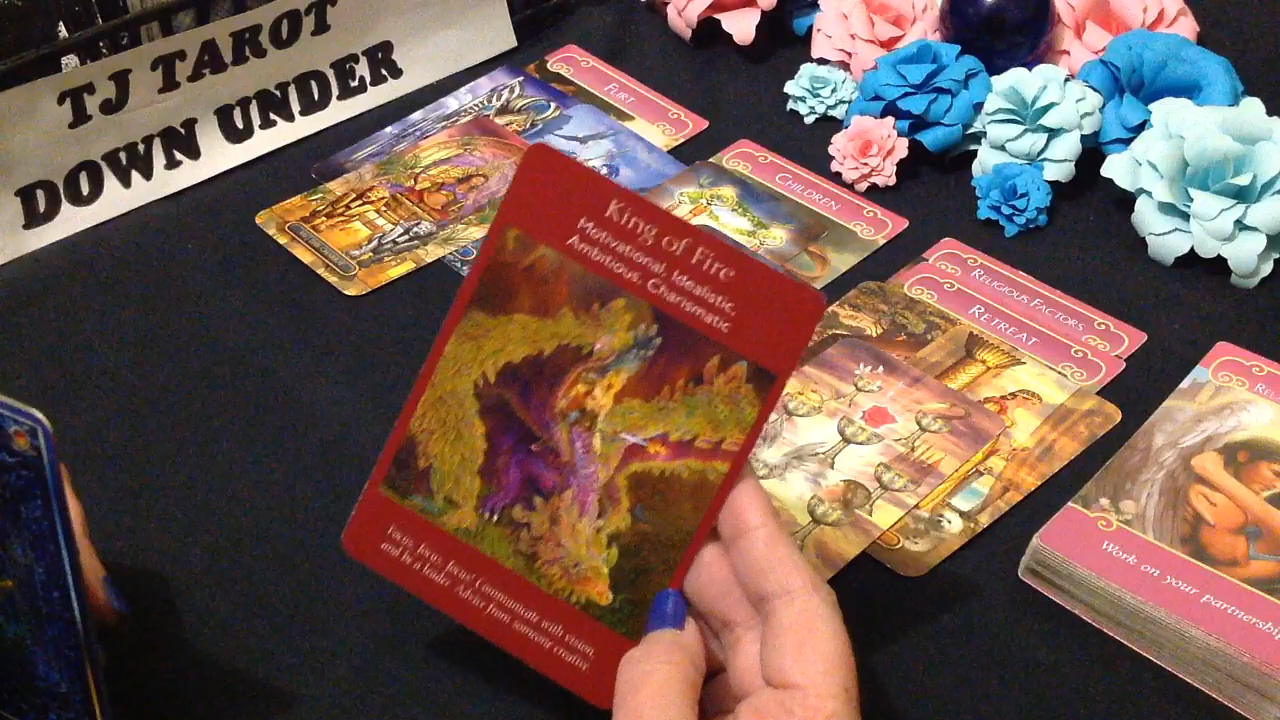 TJ TAROT
DOWN UNDER
FLIRT
CHILDREN
RELIGIOUS FACTORS
RETREAT
King of Fire
Motivational, Idealistic,
Ambitious, Charismatic
Focus, focus, focus! Communicate with vision,
and be a leader. Advice from someone creative.
Work on your partnership